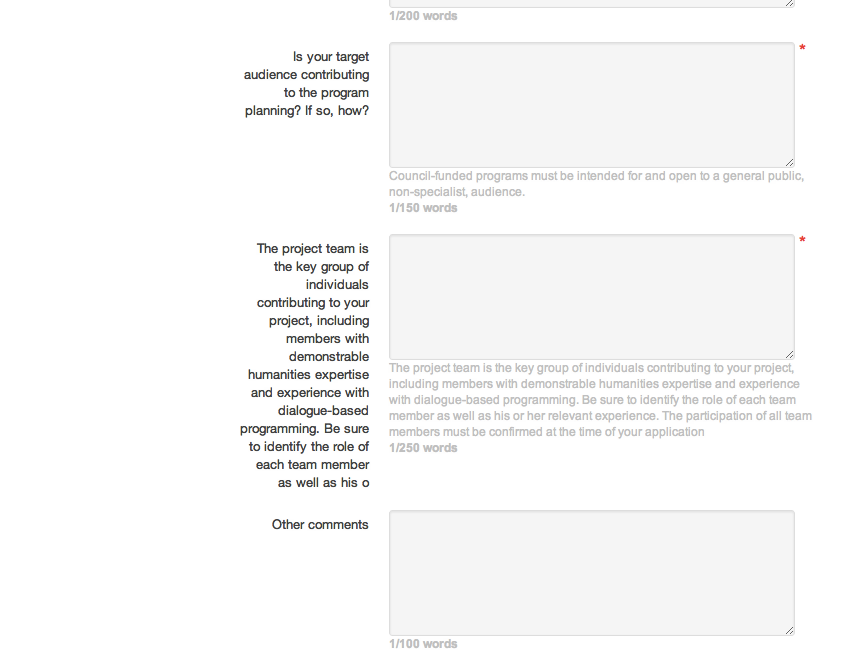 1/200 words
Is your target
audience contributing
to the program
planning? If so, how?
*
Council-funded programs must be intended for and open to a general public,
non-specialist, audience.
1/150 words
The project team is
the key group of
individuals
contributing to your
project, including
members with
demonstrable
humanities expertise
and experience with
dialogue-based
programming. Be sure
to identify the role of
each team member
as well as his o
*
The project team is the key group of individuals contributing to your project,
including members with demonstrable humanities expertise and experience
with dialogue-based programming. Be sure to identify the role of each team
member as well as his or her relevant experience. The participation of all team
members must be confirmed at the time of your application
1/250 words
Other comments
1/100 words